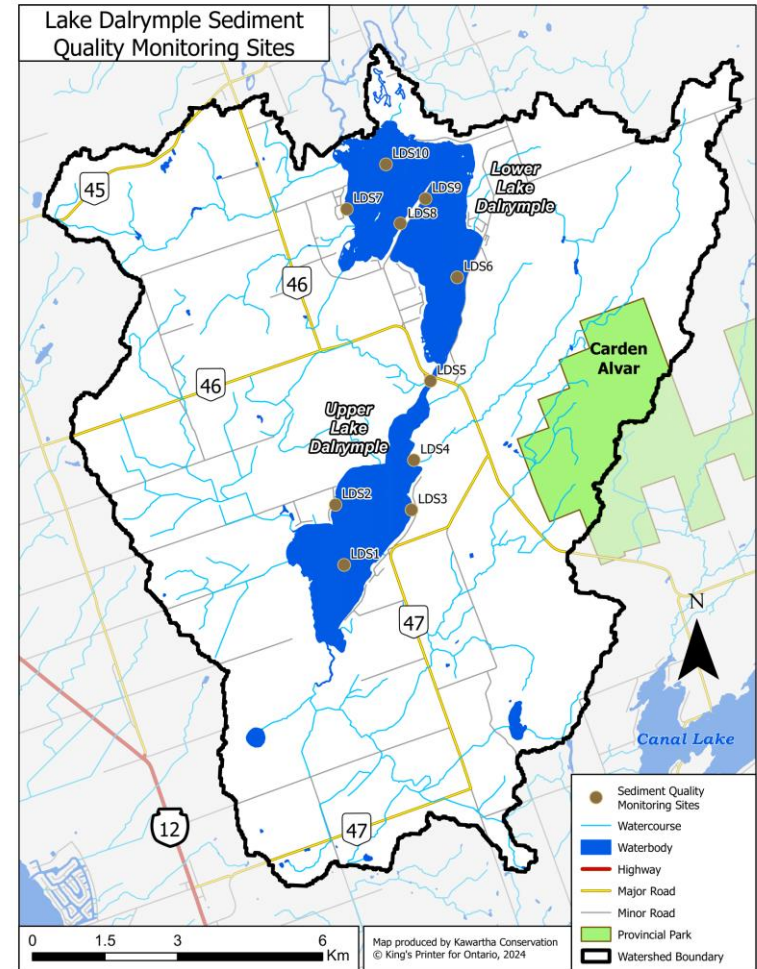 Lake Dalrymple Sediment
Quality Monitoring Sites
45
LDS10
LDS7
LDS9
LDS8
Lower
Lake
Dalrymple
LDS6
46
Carden
Alvar
46
LDS5
Upper
Lake
Dalrymple
LDS4
LDS2
LDS3
LDS1
47
N
Canal Lake
12
47
Sediment Quality
Monitoring Sites
Watercourse
Waterbody
Highway
Major Road
Minor Road
Provincial Park
Watershed Boundary
0 1.5 3 6
Km
Map produced by Kawartha Conservation
© King's Printer for Ontario, 2024